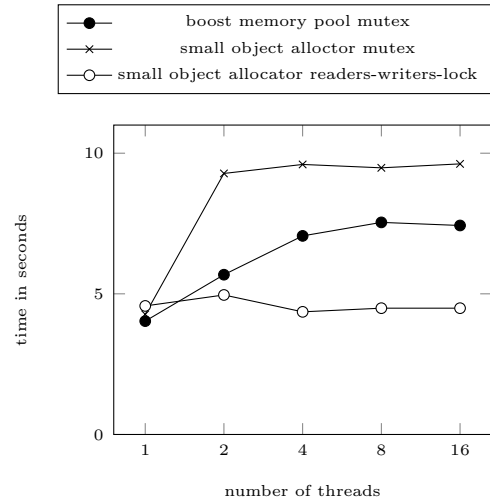 boost memory pool mutex
small object alloctor mutex
small object allocator readers-writers-lock
10
5
0
time in seconds
1 2 4 8 16
number of threads